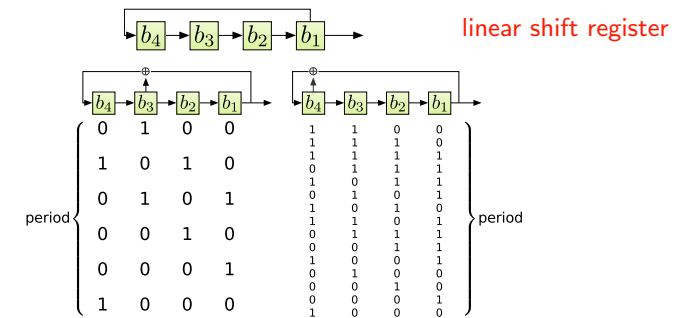 linear shift register
b4 b3 b2 b1
⊕ ⊕
b4 b3 b2 b1
0 1 0 0
1 0 1 0
0 1 0 1
0 0 1 0
0 0 0 1
1 0 0 0
period
b4 b3 b2 b1
1 1 0 0
1 1 1 0
1 1 1 1
0 1 1 1
1 0 1 1
0 1 0 1
1 0 1 0
1 1 0 1
0 1 1 0
0 0 1 1
1 0 0 1
0 1 0 0
0 0 1 0
0 0 0 1
1 0 0 0
period